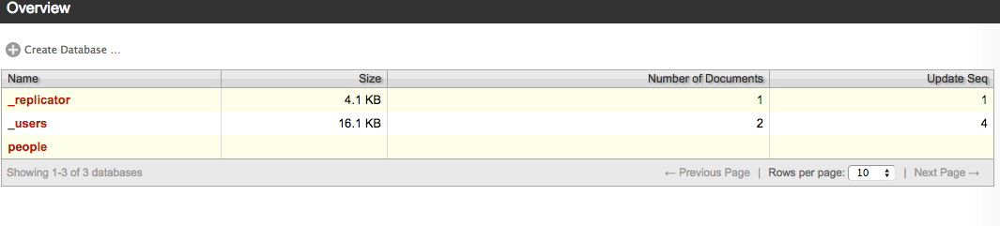 Overview
Create Database ...
Name Size Number of Documents Update Seq
_replicator 4.1 KB 1 1
_users 16.1 KB 2 4
people
Showing 1-3 of 3 databases ← Previous Page | Rows per page: 10 | Next Page →